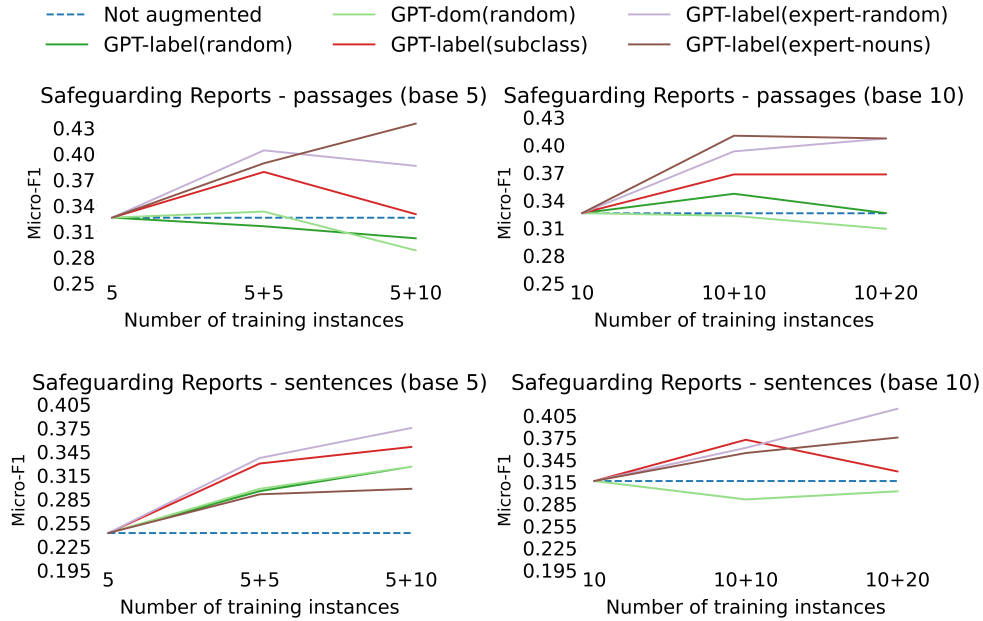 Not augmented
GPT-dom(random)
GPT-label(expert-random)
GPT-label(random)
GPT-label(subclass)
GPT-label(expert-nouns)
Safeguarding Reports - passages (base 5)
0.43
0.40
0.37
0.34
0.31
0.28
0.25
Micro-F1
5
5+5
5+10
Number of training instances
Safeguarding Reports - passages (base 10)
0.43
0.40
0.37
0.34
0.31
0.28
0.25
Micro-F1
10
10+10
10+20
Number of training instances
Safeguarding Reports - sentences (base 5)
0.405
0.375
0.345
0.315
0.285
0.255
0.225
0.195
Micro-F1
5
5+5
5+10
Number of training instances
Safeguarding Reports - sentences (base 10)
0.405
0.375
0.345
0.315
0.285
0.255
0.225
0.195
Micro-F1
10
10+10
10+20
Number of training instances